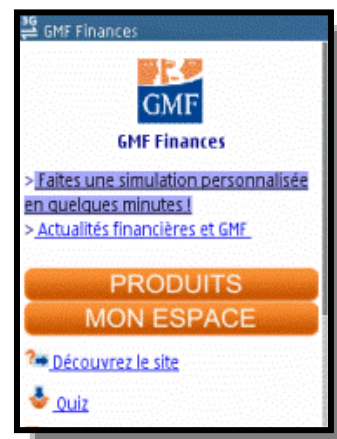 3G
GMF Finances
GMF
GMF Finances
> Faites une simulation personnalisée
en quelques minutes !
> Actualités financières et GMF
PRODUITS
MON ESPACE
Découvrez le site
Quiz